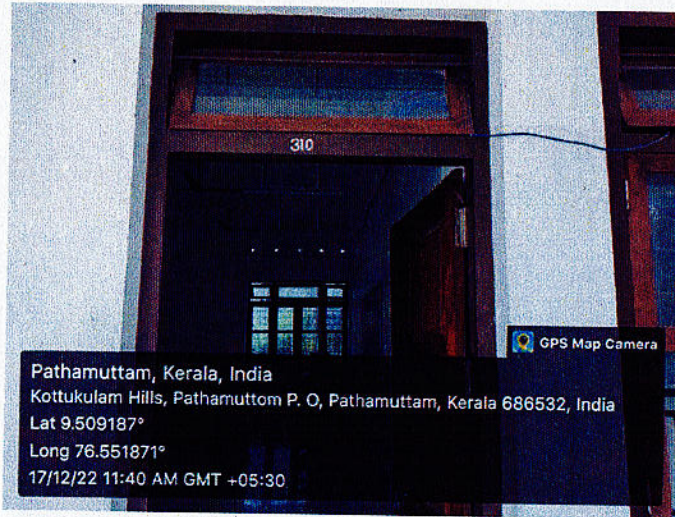 310
GPS Map Camera
Pathamuttam, Kerala, India
Kottukulam Hills, Pathamuttom P. O, Pathamuttam, Kerala 686532, India
Lat 9.509187°
Long 76.551871°
17/12/22 11:40 AM GMT +05:30